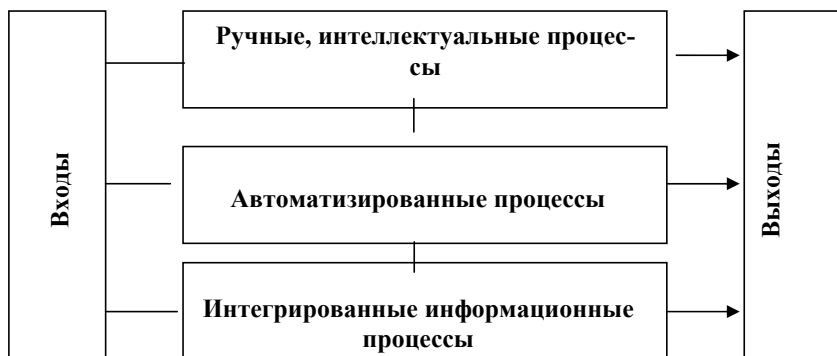 Входы
Ручные, интеллектуальные процес-
сы
Автоматизированные процессы
Интегрированные информационные
процессы
Выходы